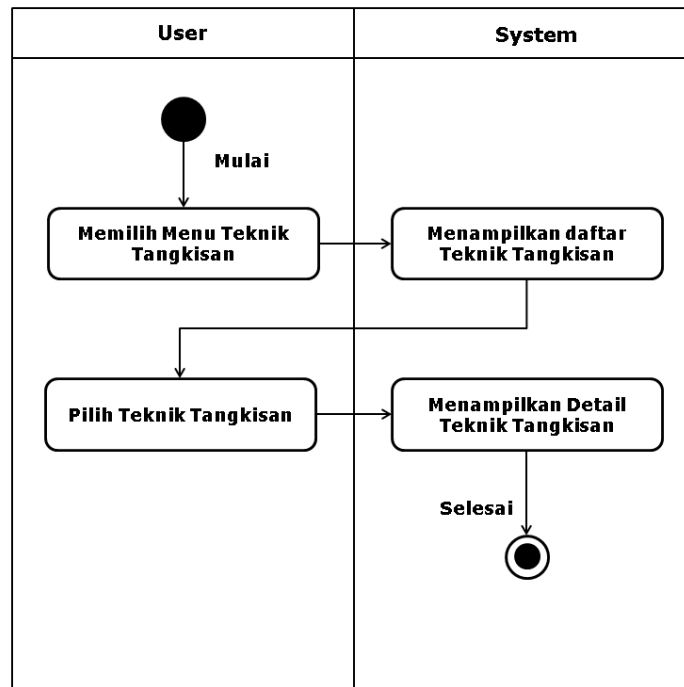 User
System
Mulai
Memilih Menu Teknik
Tangkisan
Menampilkan daftar
Teknik Tangkisan
Pilih Teknik Tangkisan
Menampilkan Detail
Teknik Tangkisan
Selesai